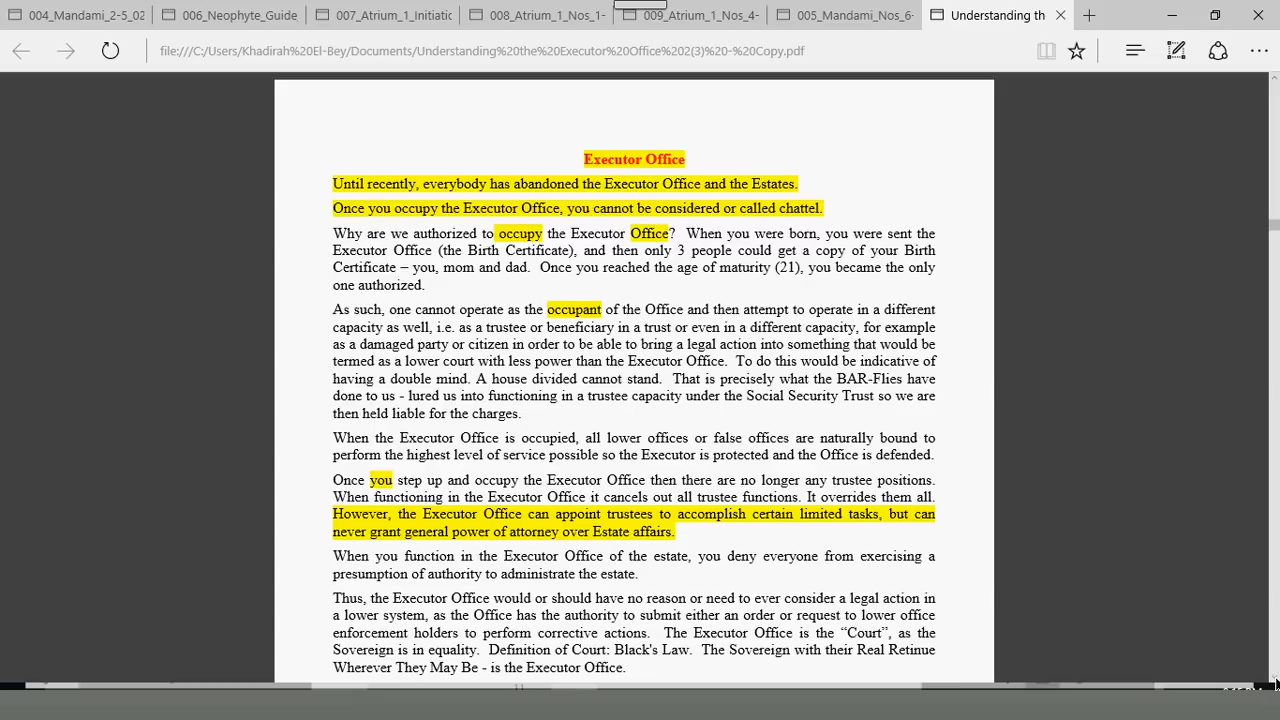 004_Mandami_2-5_02
006_Neophyte_Guide
007_Atrium_1_Initiatic
008_Atrium_1_Nos_1-
009_Atrium_1_Nos_4-
005_Mandami_Nos_6-
Understanding th
file:///C:/Users/Khadirah%20El-Bey/Documents/Understanding%20the%20Executor%20Office%202(3)%20-%20Copy.pdf
Executor Office
Until recently, everybody has abandoned the Executor Office and the Estates.
Once you occupy the Executor Office, you cannot be considered or called chattel.
Why are we authorized to occupy the Executor Office? When you were born, you were sent the
Executor Office (the Birth Certificate), and then only 3 people could get a copy of your Birth
Certificate – you, mom and dad. Once you reached the age of maturity (21), you became the only
one authorized.
As such, one cannot operate as the occupant of the Office and then attempt to operate in a different
capacity as well, i.e. as a trustee or beneficiary in a trust or even in a different capacity, for example
as a damaged party or citizen in order to be able to bring a legal action into something that would be
termed as a lower court with less power than the Executor Office. To do this would be indicative of
having a double mind. A house divided cannot stand. That is precisely what the BAR-Flies have
done to us - lured us into functioning in a trustee capacity under the Social Security Trust so we are
then held liable for the charges.
When the Executor Office is occupied, all lower offices or false offices are naturally bound to
perform the highest level of service possible so the Executor is protected and the Office is defended.
Once you step up and occupy the Executor Office then there are no longer any trustee positions.
When functioning in the Executor Office it cancels out all trustee functions. It overrides them all.
However, the Executor Office can appoint trustees to accomplish certain limited tasks, but can
never grant general power of attorney over Estate affairs.
When you function in the Executor Office of the estate, you deny everyone from exercising a
presumption of authority to administrate the estate.
Thus, the Executor Office would or should have no reason or need to ever consider a legal action in
a lower system, as the Office has the authority to submit either an order or request to lower office
enforcement holders to perform corrective actions. The Executor Office is the “Court”, as the
Sovereign is in equality. Definition of Court: Black's Law. The Sovereign with their Real Retinue
Wherever They May Be - is the Executor Office.